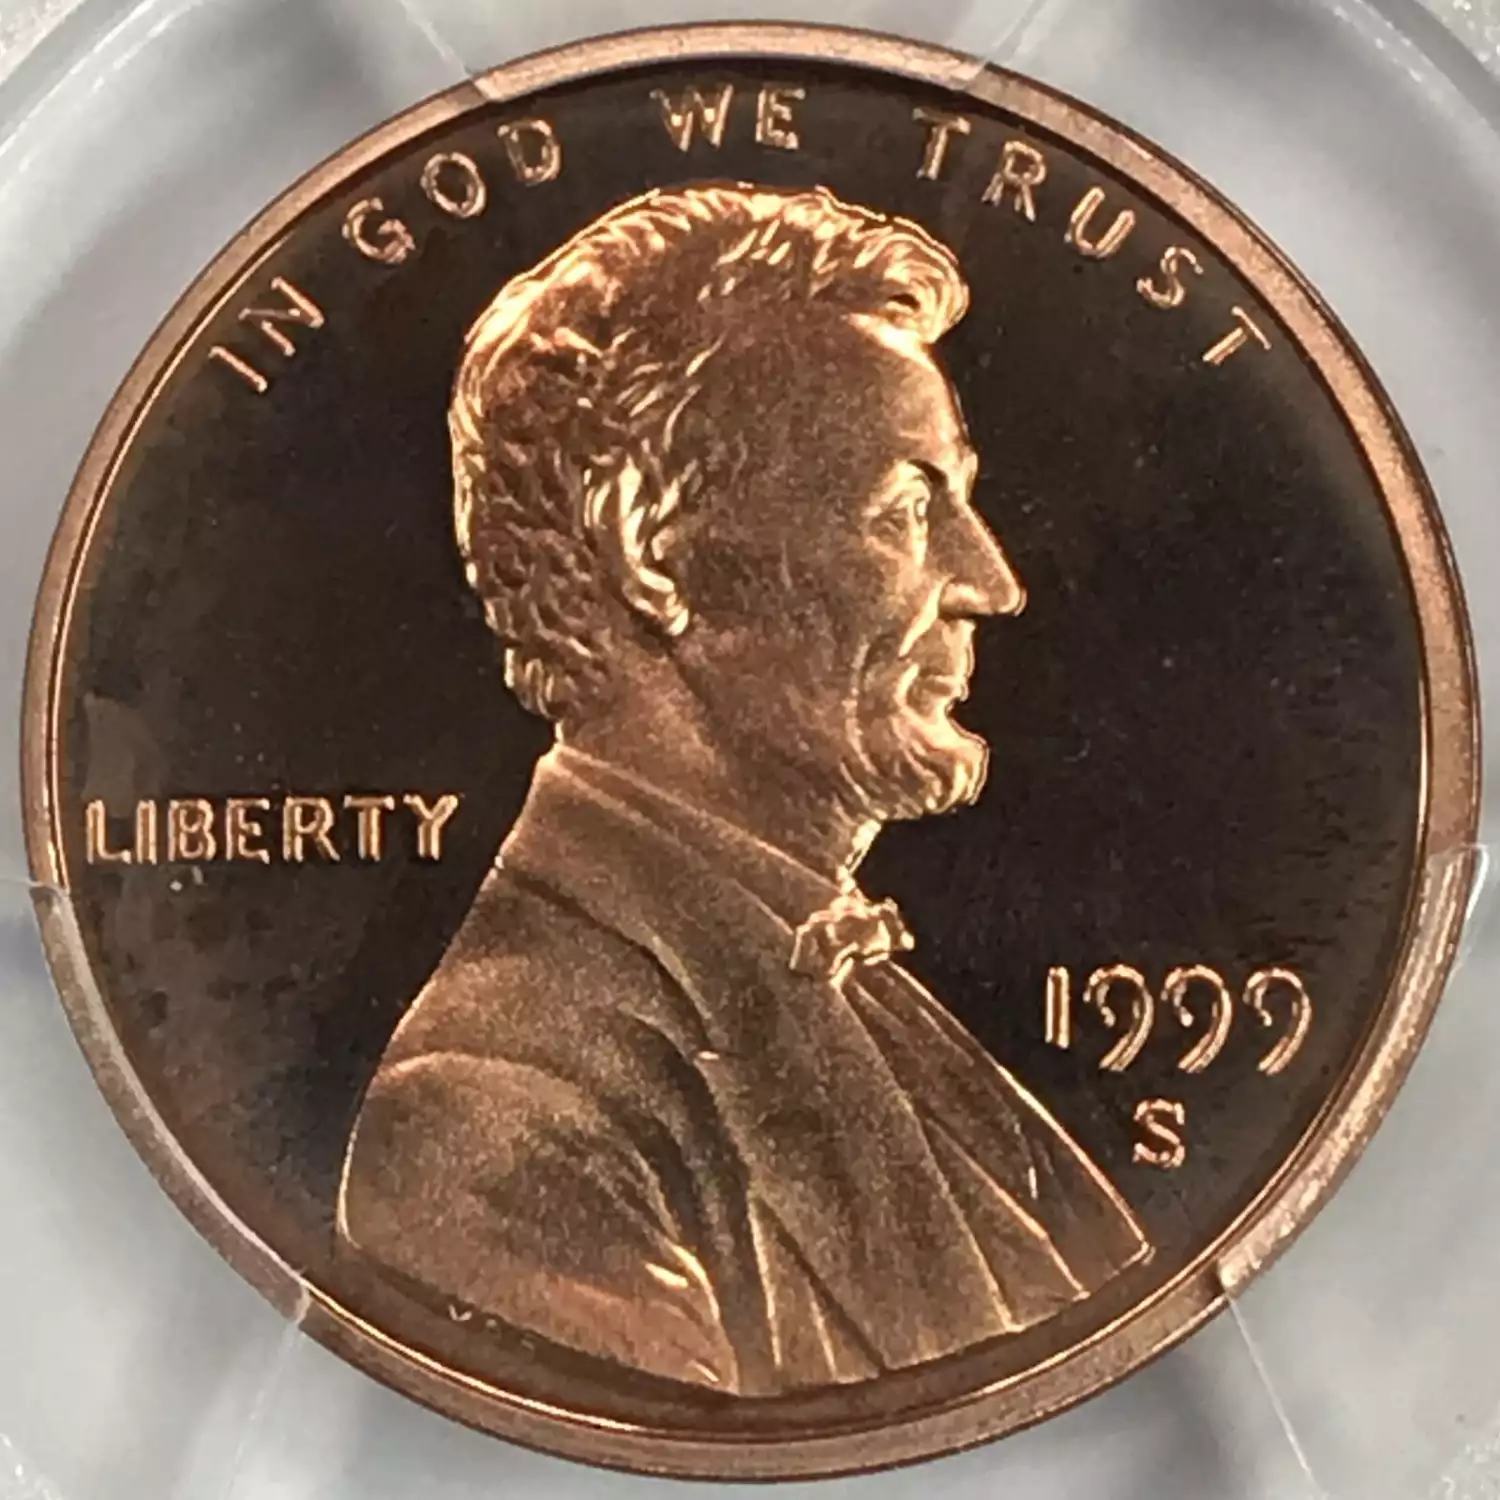 IN GOD WE TRUST
LIBERTY
1999
S